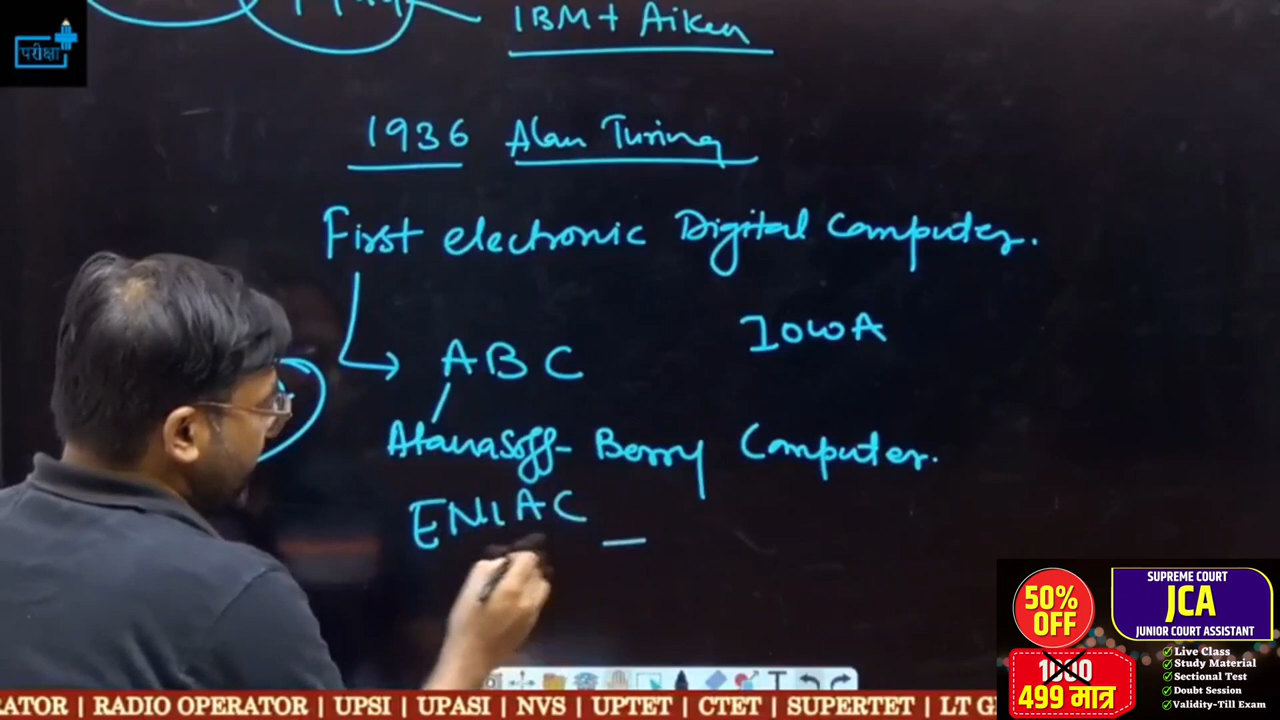 IBM + Aiken
परीक्षा
1936 Alan Turing
First electronic Digital Computer.
IOWA
ABC
Atanasoff- Berry Computer.
ENIAC _
50%
OFF
1000
499 मात्र
SUPREME COURT
JCA
JUNIOR COURT ASSISTANT
Live Class
Study Material
Sectional Test
Doubt Session
Validity-Till Exam
ATOR | RADIO OPERATOR | UPSI | UPASI | NVS | UPTET | CTET | SUPERTET | LT G